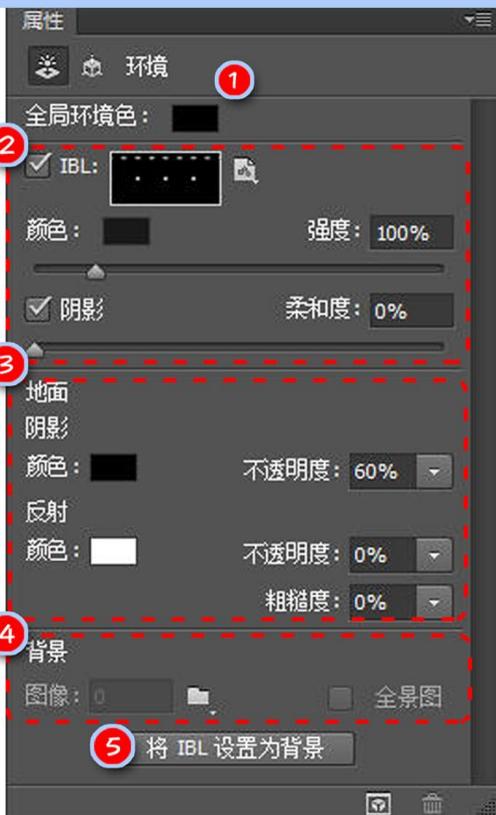 属性
环境
1
全局环境色:
2
IBL:
颜色: 强度: 100%
阴影 柔和度: 0%
3
地面
阴影
颜色: 不透明度: 60%
反射
颜色: 不透明度: 0%
粗糙度: 0%
4
背景
图像: 0 全景图
5 将 IBL 设置为背景